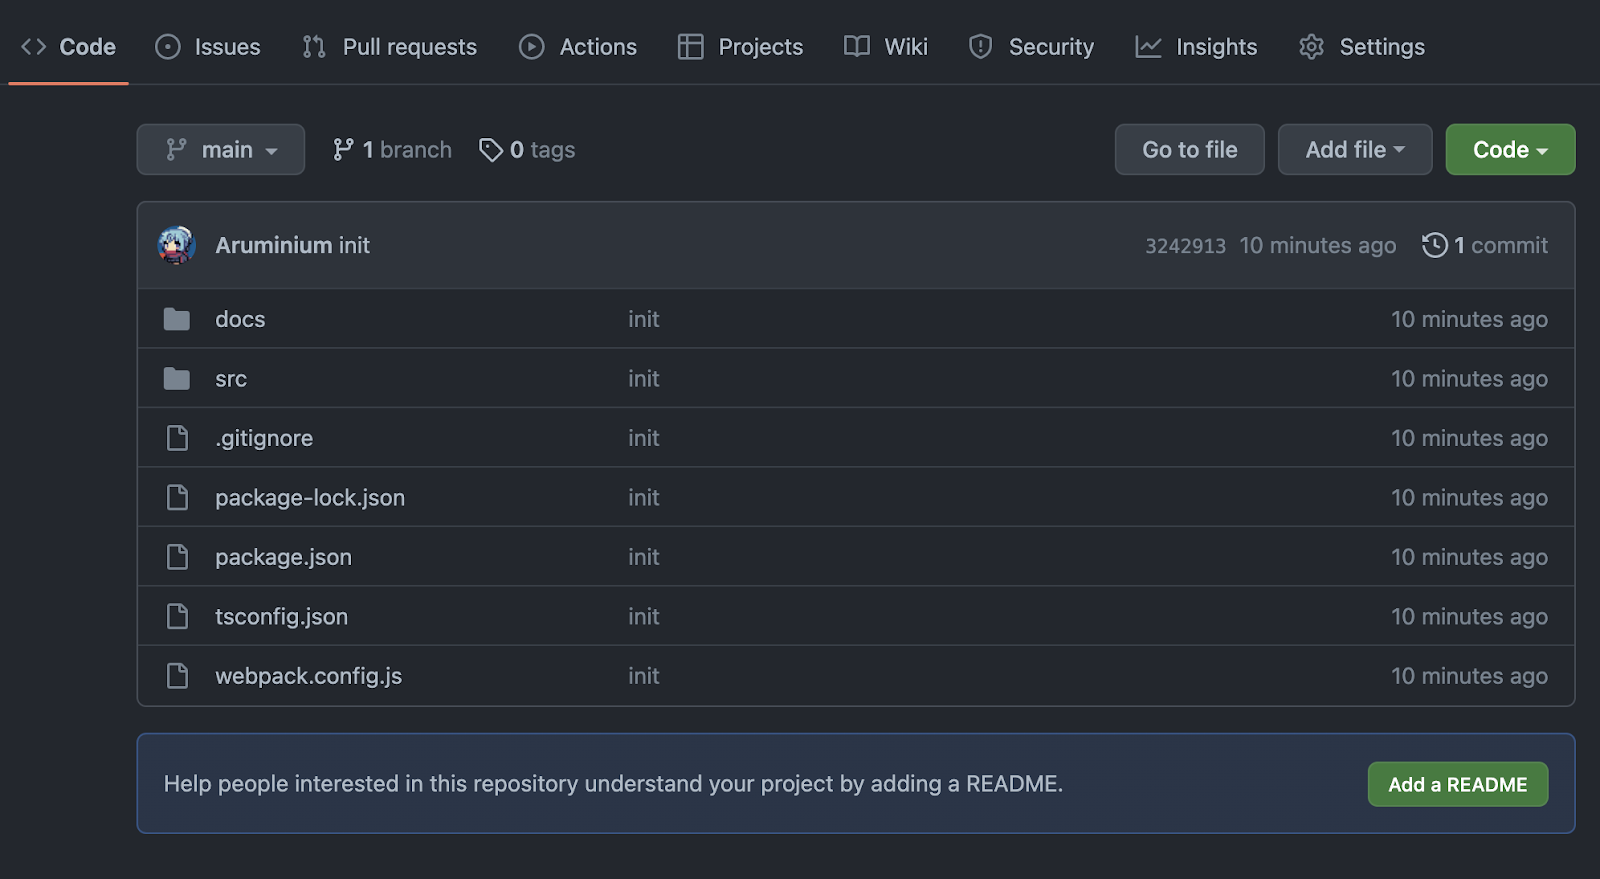 Code Issues Pull requests Actions Projects Wiki Security Insights Settings
main 1 branch 0 tags Go to file Add file Code
Aruminium init 3242913 10 minutes ago 1 commit
docs init 10 minutes ago
src init 10 minutes ago
.gitignore init 10 minutes ago
package-lock.json init 10 minutes ago
package.json init 10 minutes ago
tsconfig.json init 10 minutes ago
webpack.config.js init 10 minutes ago
Help people interested in this repository understand your project by adding a README. Add a README